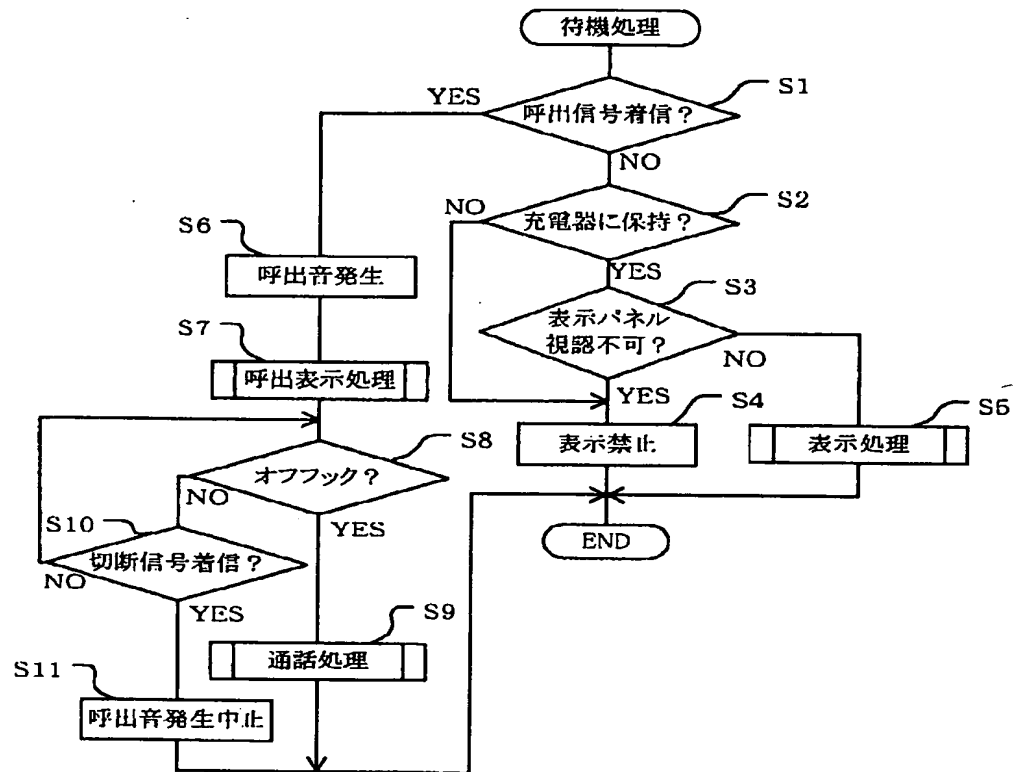 待機処理
S1
呼出信号着信？
YES
NO
S2
充電器に保持？
NO
YES
S3
表示パネル
視認不可？
NO
YES
S4
表示禁止
S5
表示処理
END
S6
呼出音発生
S7
呼出表示処理
S8
オフフック？
NO
YES
S10
切断信号着信？
NO
YES
S9
通話処理
S11
呼出音発生中止